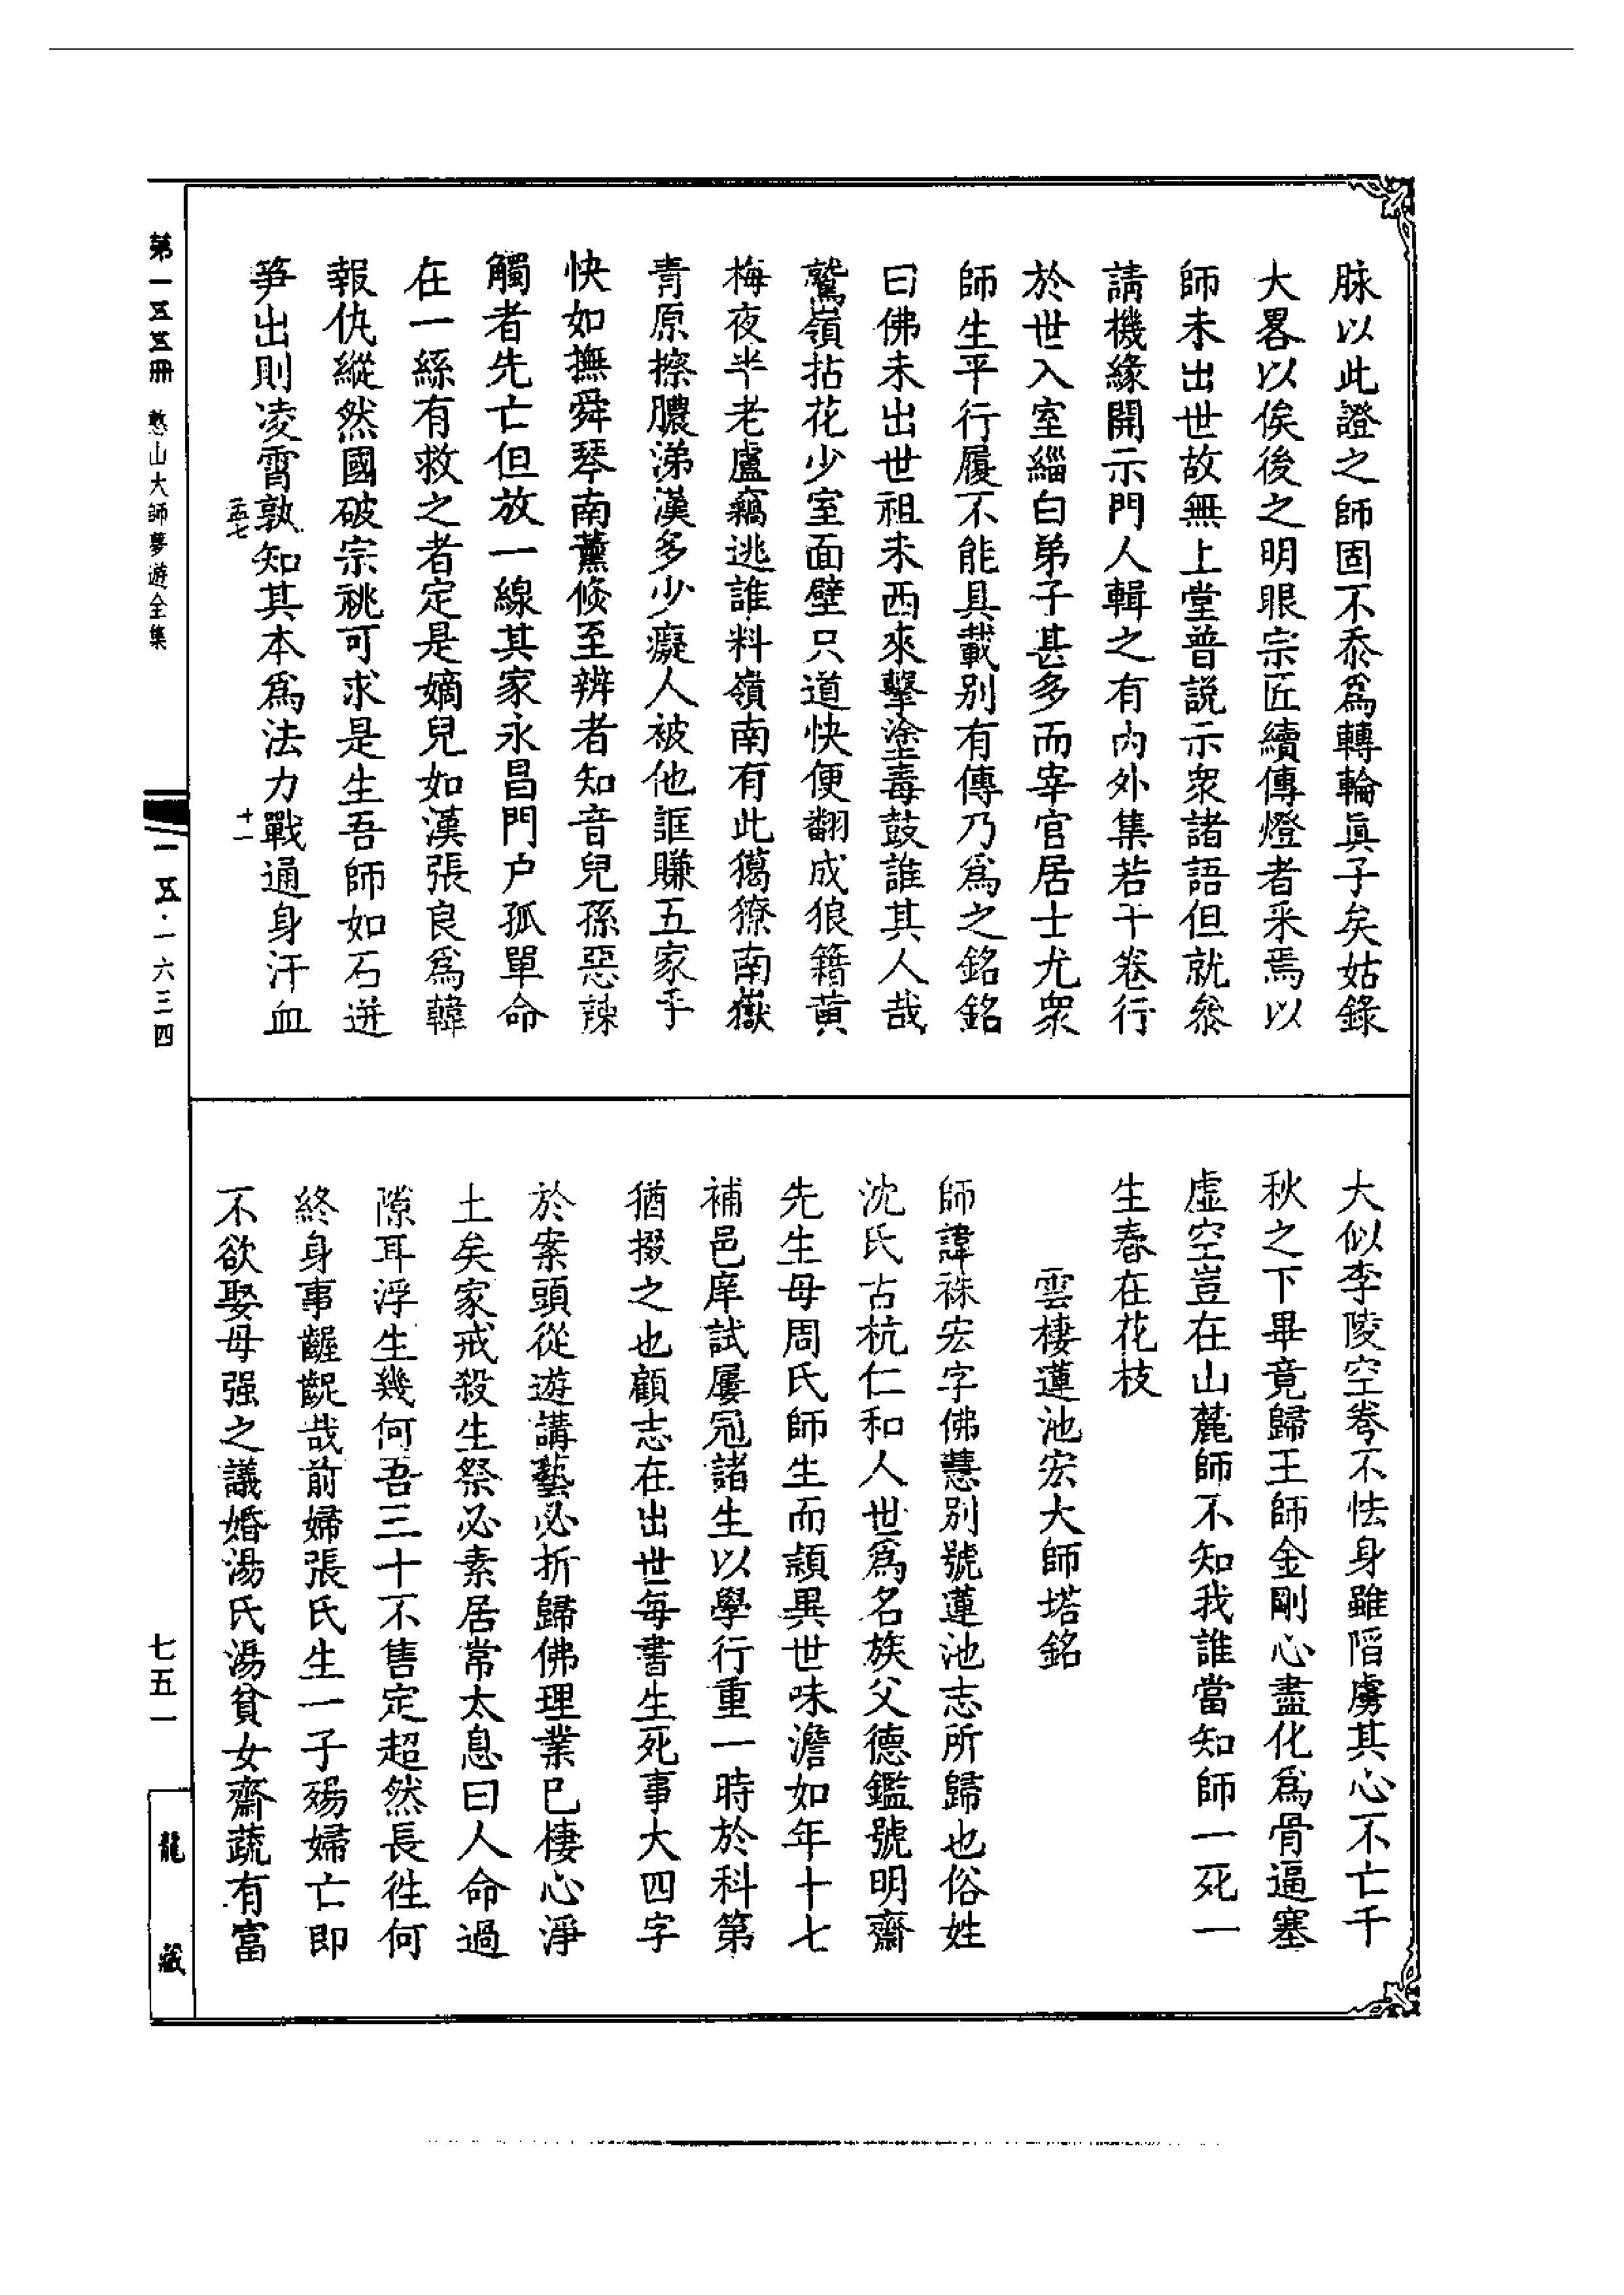 脉以此證之師固不忝爲轉輪眞子矣姑錄
大畧以俟後之明眼宗匠續傳燈者采焉以
師未出世故無上堂普説示衆諸語但就叅
請機緣開示門人輯之有內外集若干卷行
於世入室緇白弟子甚多而宰官居士尤衆
師生平行履不能具載别有傳乃爲之銘銘
曰佛未出世祖未西來擊塗毒鼓誰其人哉
鷲嶺拈花少室面壁只道快便翻成狼籍黄
梅夜半老盧竊逃誰料嶺南有此獦獠南嶽
青原擦膿涕漢多少癡人被他誑賺五家手
快如撫舜琴南薰倐至辨者知音兒孫惡辣
觸者先亡但放一線其家永昌門户孤單命
在一絲有救之者定是嫡兒如漢張良爲韓
報仇縱然國破宗祧可求是生吾師如石迸
笋出則凌霄孰知其本爲法力戰通身汗血
大似李陵空弮不怯身雖陷虜其心不亡千
秋之下畢竟歸王師金剛心盡化爲骨逼塞
虛空豈在山麓師不知我誰當知師一死一
生春在花枝
雲棲蓮池宏大師塔銘
師諱袾宏字佛慧别號蓮池志所歸也俗姓
沈氏古杭仁和人世爲名族父德鑑號明齋
先生母周氏師生而穎異世味澹如年十七
補邑庠試屢冠諸生以學行重一時於科第
猶掇之也顧志在出世每書生死事大四字
於案頭從遊講藝必折歸佛理業已棲心淨
土矣家戒殺生祭必素居常太息曰人命過
隙耳浮生幾何吾三十不售定超然長徃何
終身事齷齪哉前婦張氏生一子殤婦亡即
不欲娶母强之議婚湯氏湯貧女齋蔬有富
第一五五冊 憨山大師夢遊全集
一五·一六三四
七五一
龍藏
五七
十一